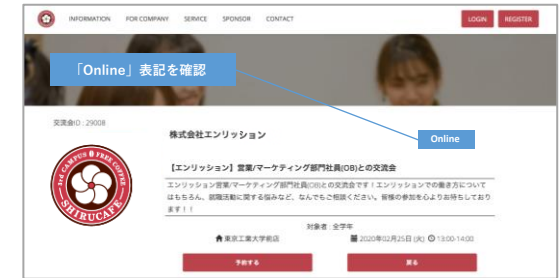 INFORMATION FOR COMPANY SERVICE SPONSOR CONTACT LOGIN REGISTER
「Online」表記を確認
交流会ID : 29008
株式会社エンリッション
Online
【エンリッション】営業/マーケティング部門社員(OB)との交流会
エンリッション営業/マーケティング部門社員(OB)との交流会です！エンリッションでの働き方について
はもちろん、就職活動に関する悩みなど、なんでもご相談ください。皆様の参加を心よりお待ちしており
ます！！
対象者 : 全学年
東京工業大学前店 2020年02月25日 (火) 13:00-14:00
予約する 戻る
3rd CAMPUS @ FREE COFFEE
SHIRUCAFE